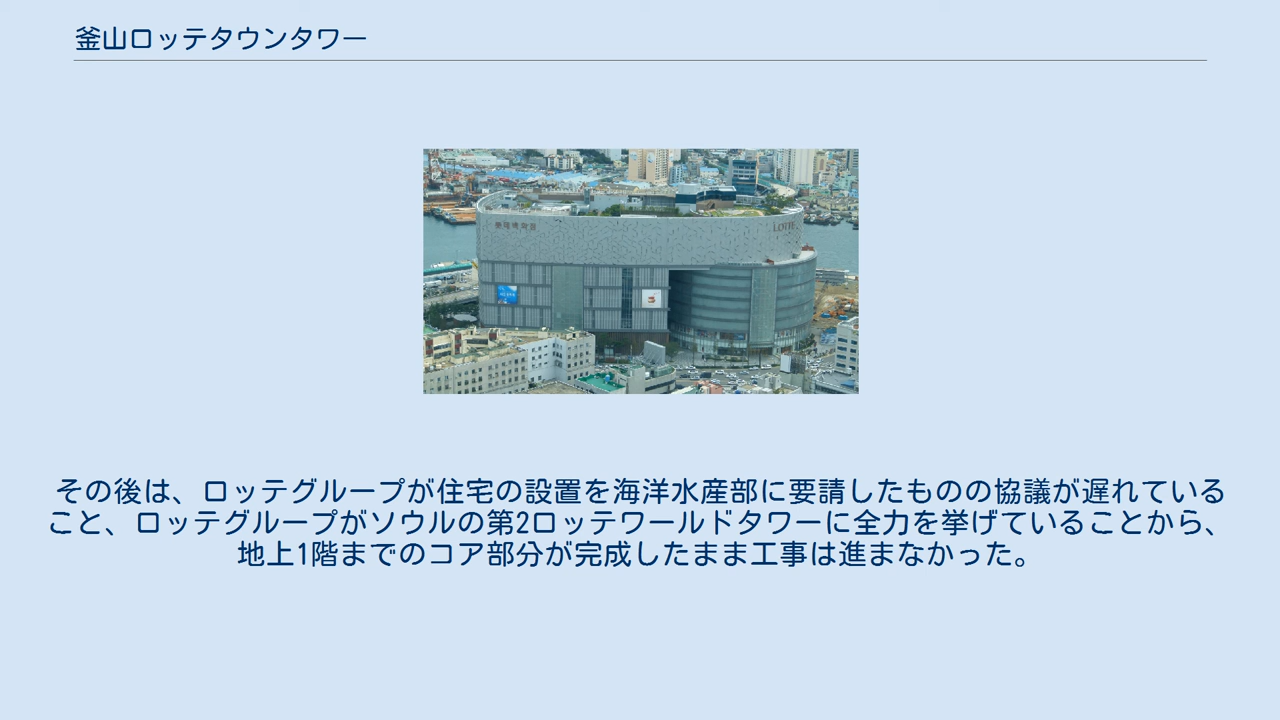 釜山ロッテタウンタワー
LOTTE
その後は、ロッテグループが住宅の設置を海洋水産部に要請したものの協議が遅れている
こと、ロッテグループがソウルの第2ロッテワールドタワーに全力を挙げていることから、
地上1階までのコア部分が完成したまま工事は進まなかった。